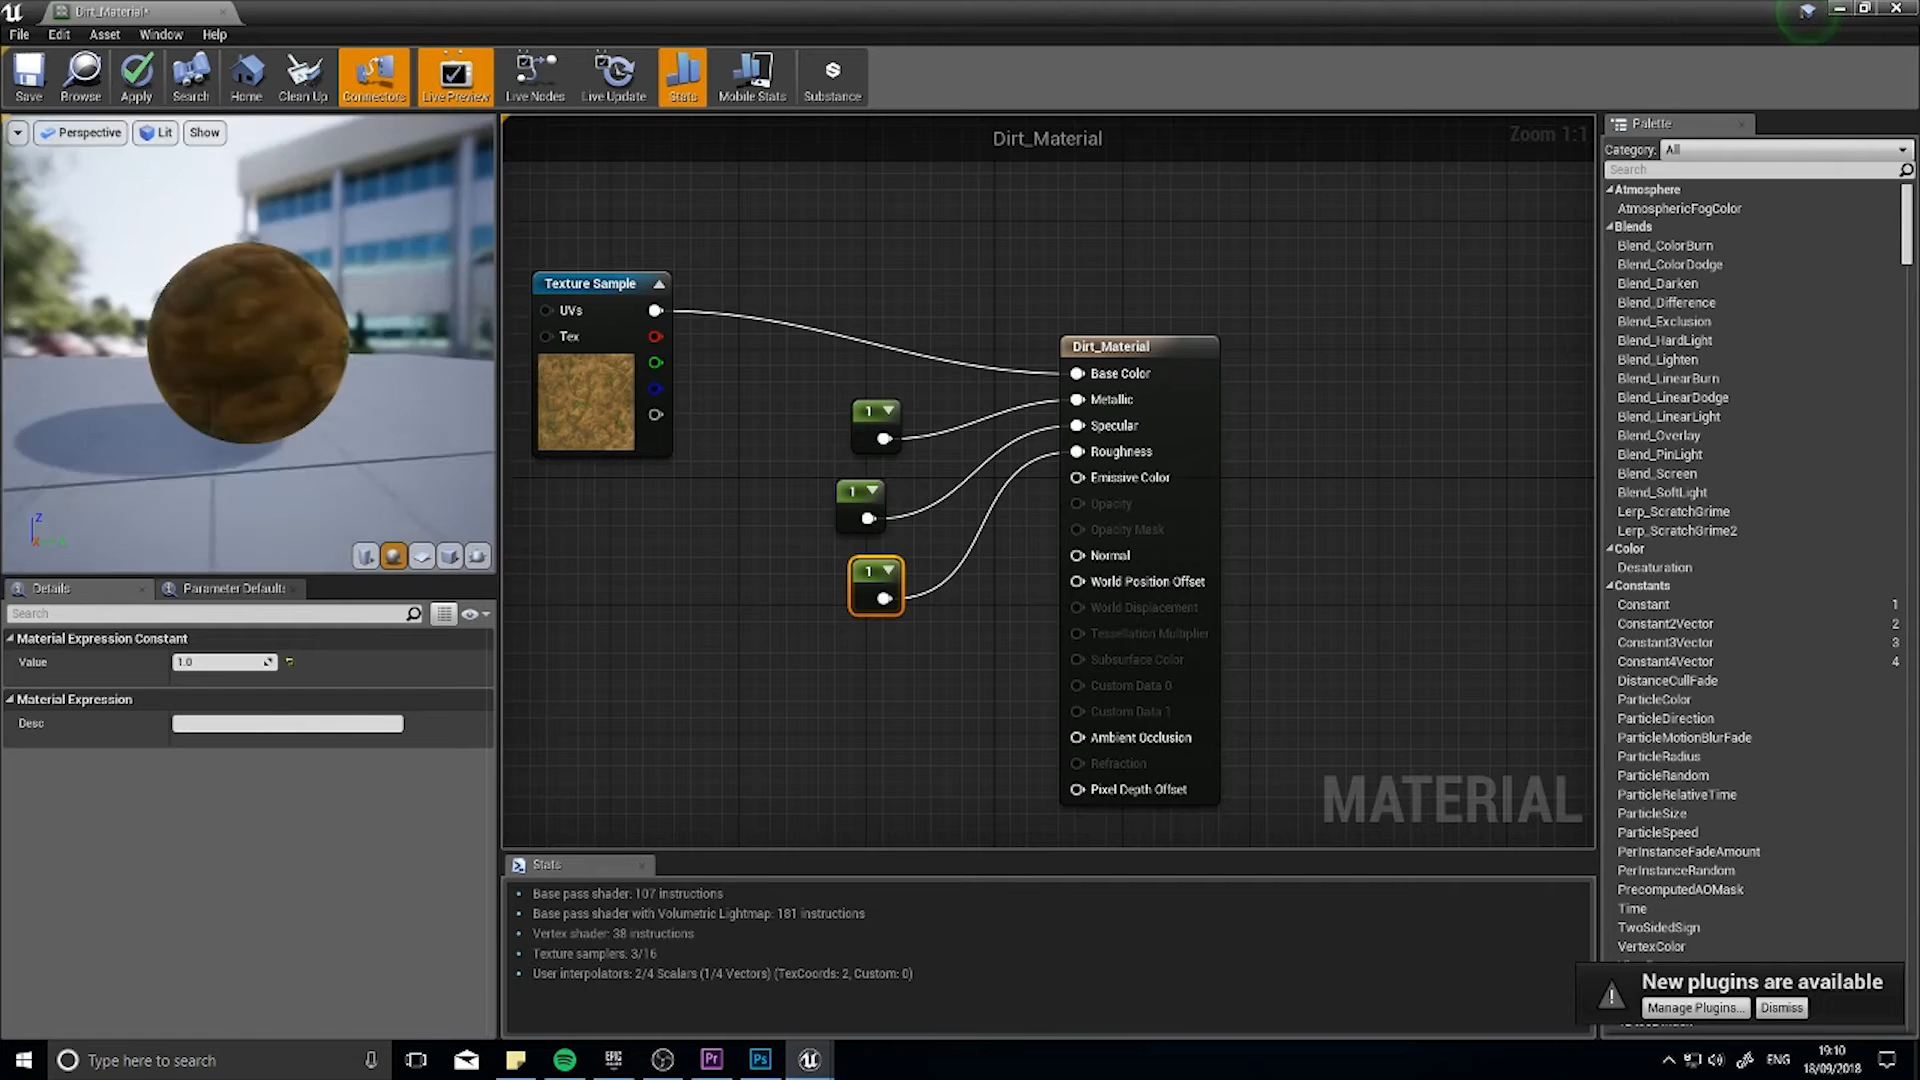 Dirt_Material*
File Edit Asset Window Help
Save Browse Apply Search Home Clean Up Connectors Live Preview Live Nodes Live Update Stats Mobile Stats Substance
Perspective Lit Show
Z
Details Parameter Defaults
Search
Material Expression Constant
Value 1.0
Material Expression
Desc
Dirt_Material
Zoom 1:1
Texture Sample
UVs
Tex
1
1
1
Dirt_Material
Base Color
Metallic
Specular
Roughness
Emissive Color
Opacity
Opacity Mask
Normal
World Position Offset
World Displacement
Tessellation Multiplier
Subsurface Color
Custom Data 0
Custom Data 1
Ambient Occlusion
Refraction
Pixel Depth Offset
MATERIAL
Stats
Base pass shader: 107 instructions
Base pass shader with Volumetric Lightmap: 181 instructions
Vertex shader: 38 instructions
Texture samplers: 3/16
User interpolators: 2/4 Scalars (1/4 Vectors) (TexCoords: 2, Custom: 0)
Palette
Category: All
Search
Atmosphere
AtmosphericFogColor
Blends
Blend_ColorBurn
Blend_ColorDodge
Blend_Darken
Blend_Difference
Blend_Exclusion
Blend_HardLight
Blend_Lighten
Blend_LinearBurn
Blend_LinearDodge
Blend_LinearLight
Blend_Overlay
Blend_PinLight
Blend_Screen
Blend_SoftLight
Lerp_ScratchGrime
Lerp_ScratchGrime2
Color
Desaturation
Constants
Constant 1
Constant2Vector 2
Constant3Vector 3
Constant4Vector 4
DistanceCullFade
ParticleColor
ParticleDirection
ParticleMotionBlurFade
ParticleRadius
ParticleRandom
ParticleRelativeTime
ParticleSize
ParticleSpeed
PerInstanceFadeAmount
PerInstanceRandom
PrecomputedAOMask
Time
TwoSidedSign
VertexColor
New plugins are available
Manage Plugins... Dismiss
Type here to search
EPIC
Pr
Ps
ENG
19:10
18/09/2018